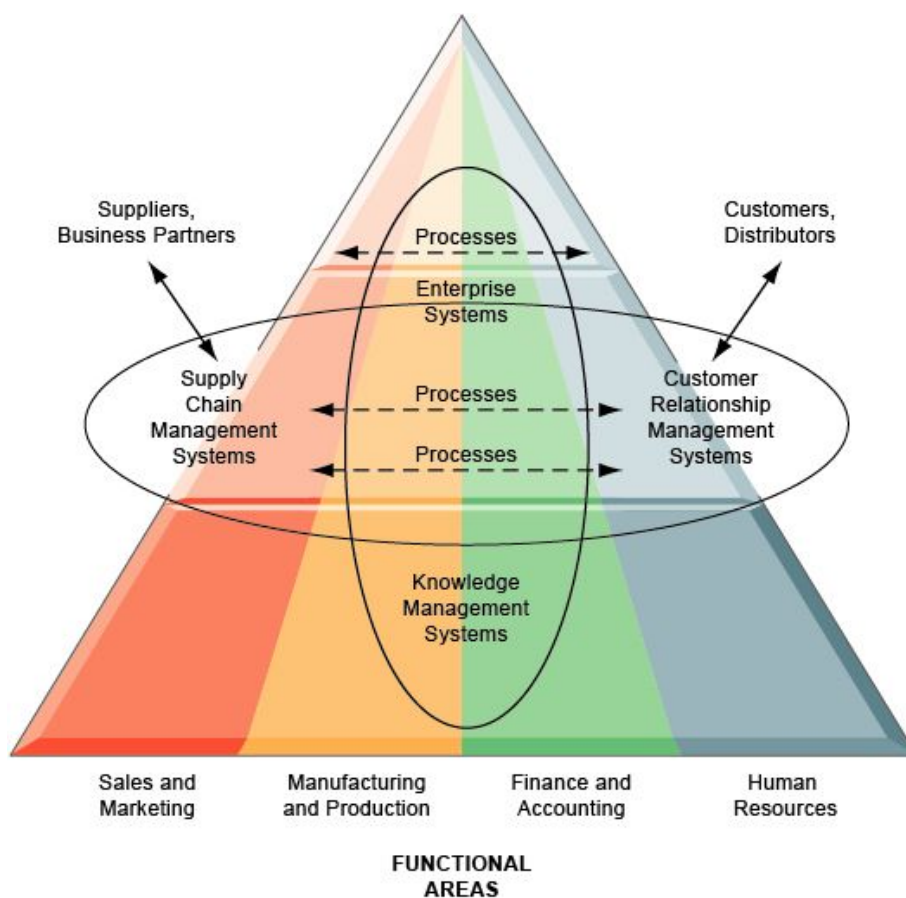 Suppliers,
Business Partners
Customers,
Distributors
Processes
Enterprise
Systems
Supply
Chain
Management
Systems
Processes
Processes
Customer
Relationship
Management
Systems
Knowledge
Management
Systems
Sales and
Marketing
Manufacturing
and Production
Finance and
Accounting
Human
Resources
FUNCTIONAL
AREAS